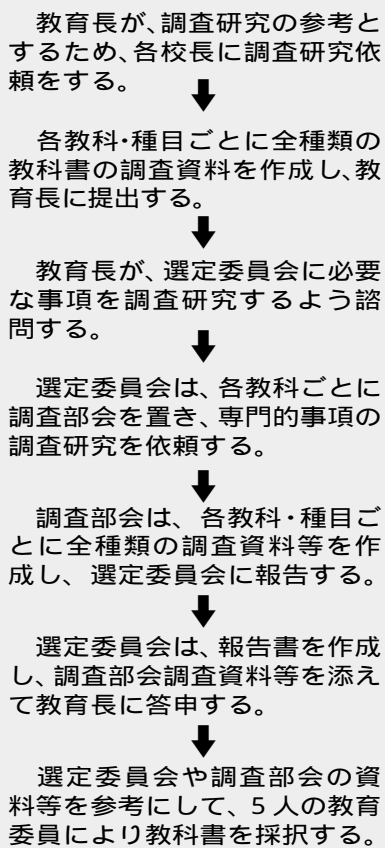 教育長が、調査研究の参考と
するため、各校長に調査研究依
頼をする。
各教科・種目ごとに全種類の
教科書の調査資料を作成し、教
育長に提出する。
教育長が、選定委員会に必要
な事項を調査研究するよう諮
問する。
選定委員会は、各教科ごとに
調査部会を置き、専門的事項の
調査研究を依頼する。
調査部会は、各教科・種目ご
とに全種類の調査資料等を作
成し、選定委員会に報告する。
選定委員会は、報告書を作成
し、調査部会調査資料等を添え
て教育長に答申する。
選定委員会や調査部会の資
料等を参考にして、5人の教育
委員により教科書を採択する。